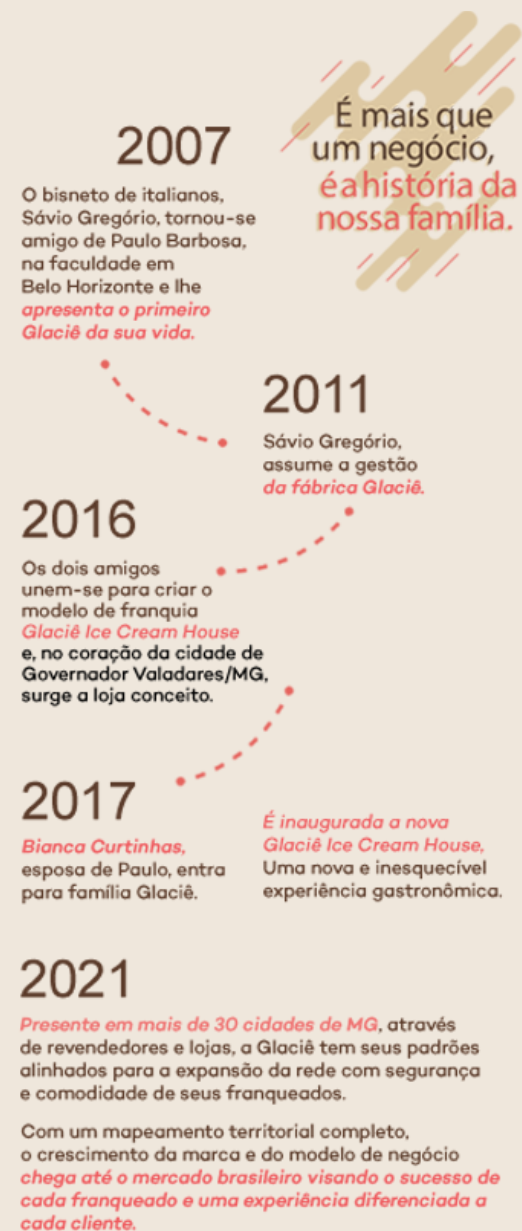 É mais que
um negócio,
é a história da
nossa família.
2007
O bisneto de italianos,
Sávio Gregório, tornou-se
amigo de Paulo Barbosa,
na faculdade em
Belo Horizonte e lhe
apresenta o primeiro
Glaciê da sua vida.
2011
Sávio Gregório,
assume a gestão
da fábrica Glaciê.
2016
Os dois amigos
unem-se para criar o
modelo de franquia
Glaciê Ice Cream House
e, no coração da cidade de
Governador Valadares/MG,
surge a loja conceito.
2017
Bianca Curtinhas,
esposa de Paulo, entra
para família Glaciê.
É inaugurada a nova
Glaciê Ice Cream House,
Uma nova e inesquecível
experiência gastronômica.
2021
Presente em mais de 30 cidades de MG, através
de revendedores e lojas, a Glaciê tem seus padrões
alinhados para a expansão da rede com segurança
e comodidade de seus franqueados.
Com um mapeamento territorial completo,
o crescimento da marca e do modelo de negócio
chega até o mercado brasileiro visando o sucesso de
cada franqueado e uma experiência diferenciada a
cada cliente.